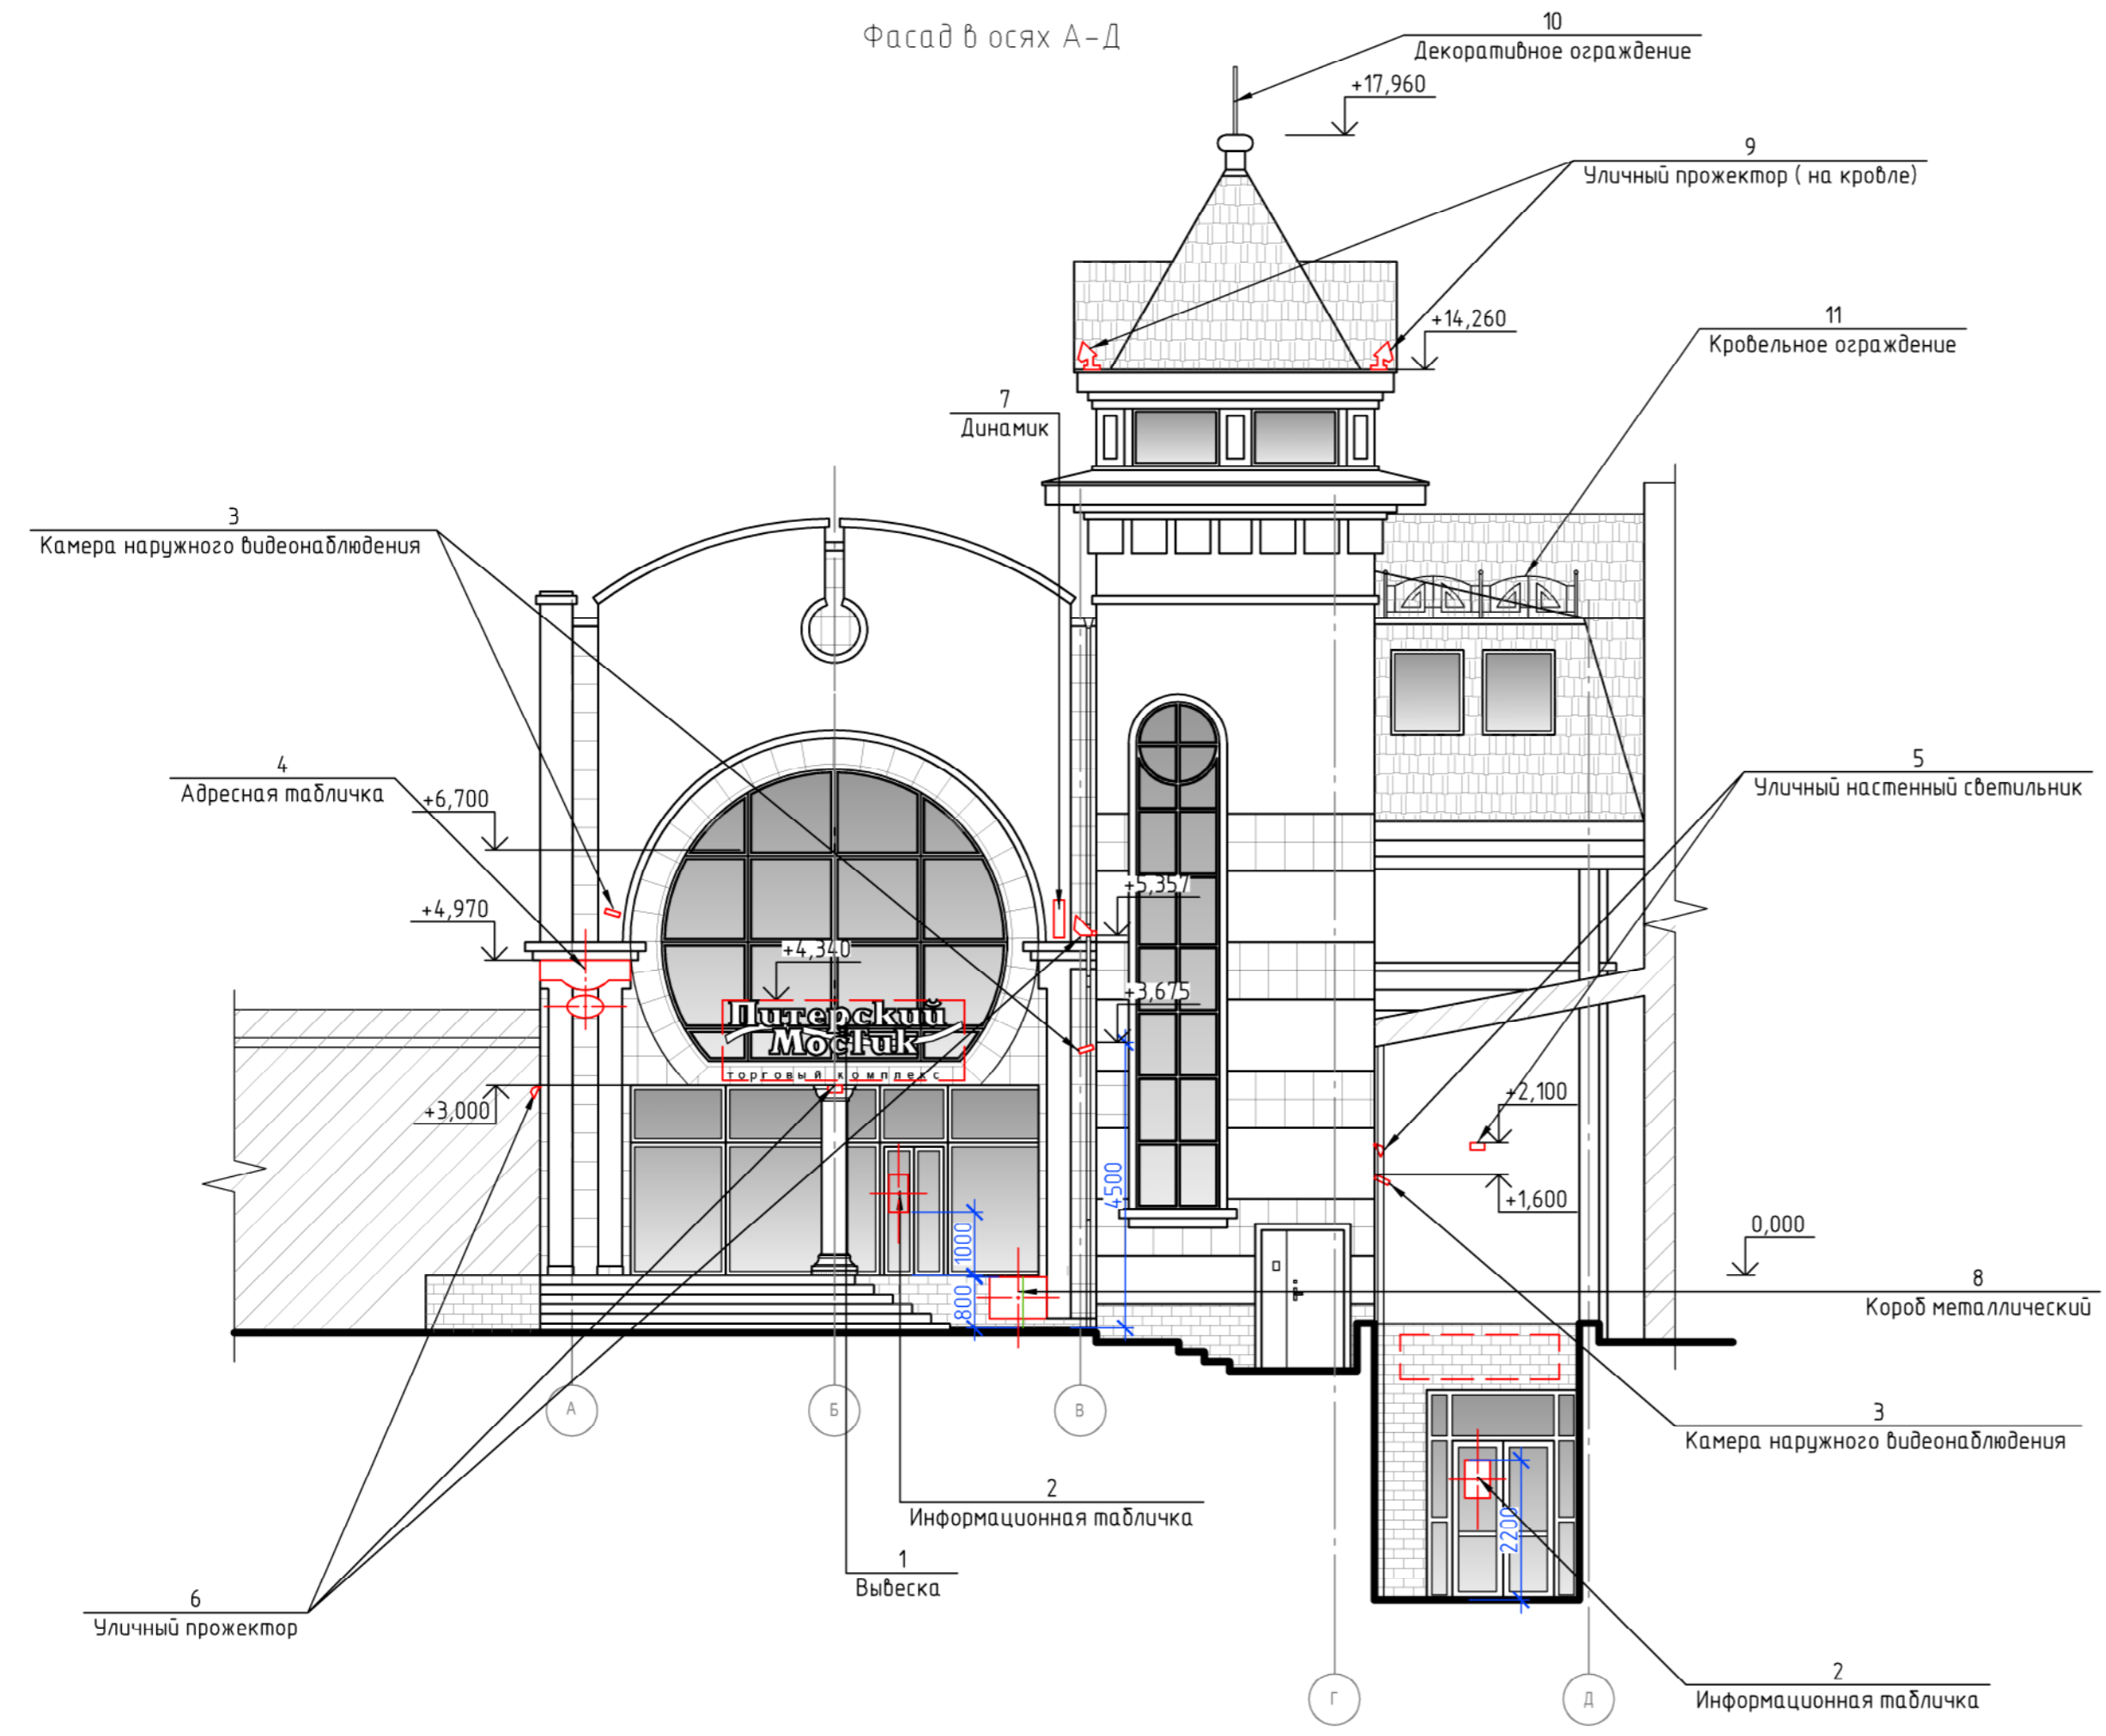 Фасад в осях А-Д
10
Декоративное ограждение
+17,960
9
Уличный прожектор ( на кровле)
+14,260
11
Кровельное ограждение
7
Динамик
3
Камера наружного видеонаблюдения
4
Адресная табличка
+6,700
5
Уличный настенный светильник
+5,357
+4,970
+4,340
+3,675
Питерский
Мостик
торговый комплекс
+3,000
+2,100
+1,600
4500
1000
800
0,000
8
Короб металлический
А
Б
В
3
Камера наружного видеонаблюдения
2
Информационная табличка
2200
1
Вывеска
6
Уличный прожектор
2
Информационная табличка
Г
Д